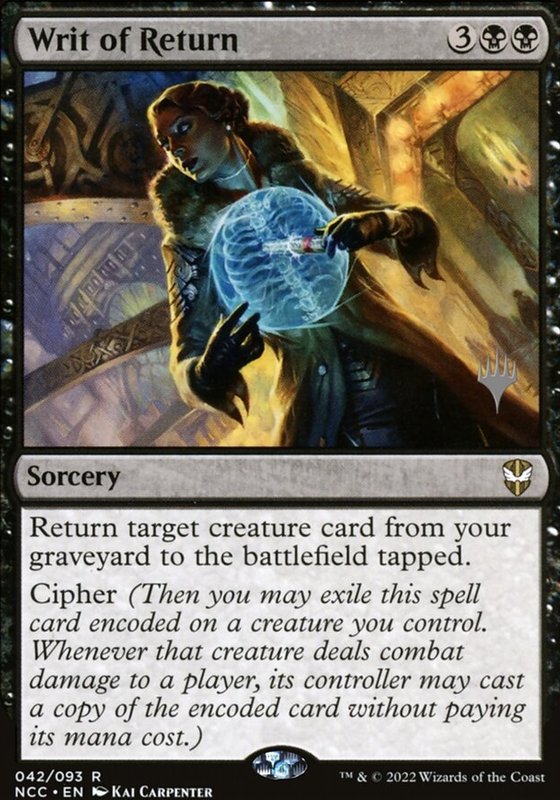 Writ of Return
3
Sorcery
Return target creature card from your
graveyard to the battlefield tapped.
Cipher (Then you may exile this spell
card encoded on a creature you control.
Whenever that creature deals combat
damage to a player, its controller may cast
a copy of the encoded card without paying
its mana cost.)
042/093 R
NCC • EN Kai Carpenter
™ & © 2022 Wizards of the Coast